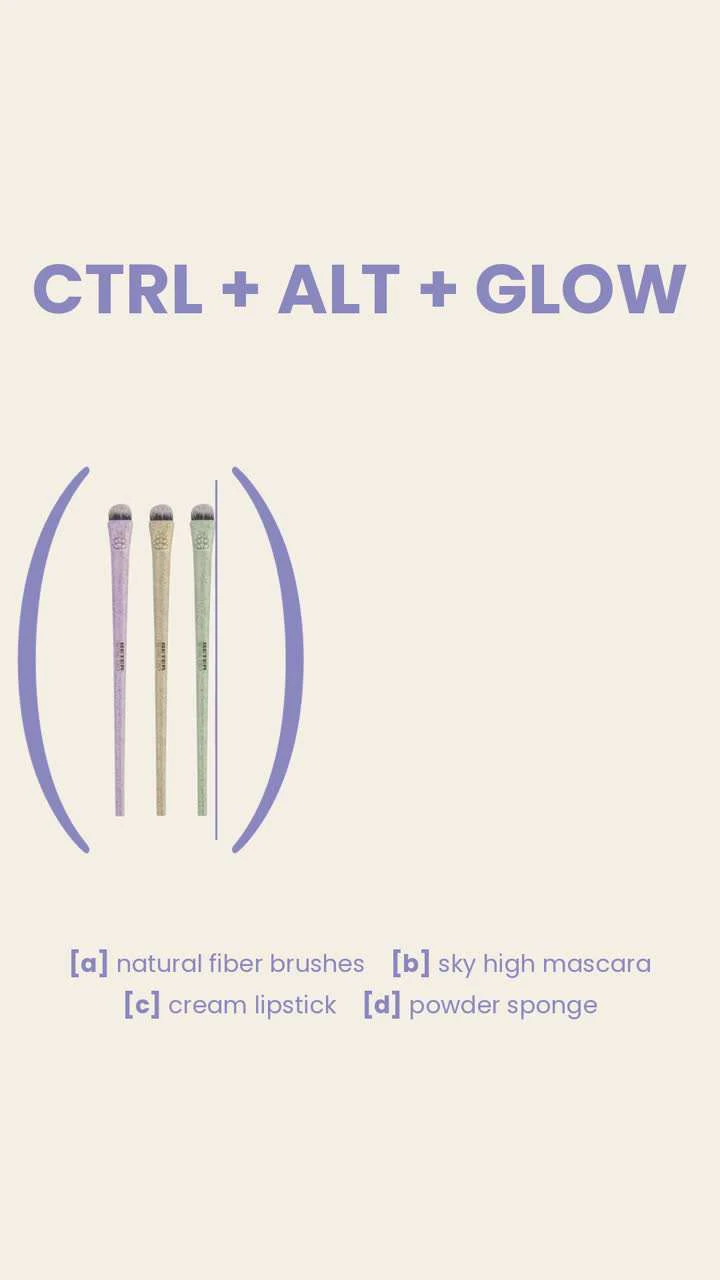 CTRL + ALT + GLOW
[a] natural fiber brushes [b] sky high mascara
[c] cream lipstick [d] powder sponge